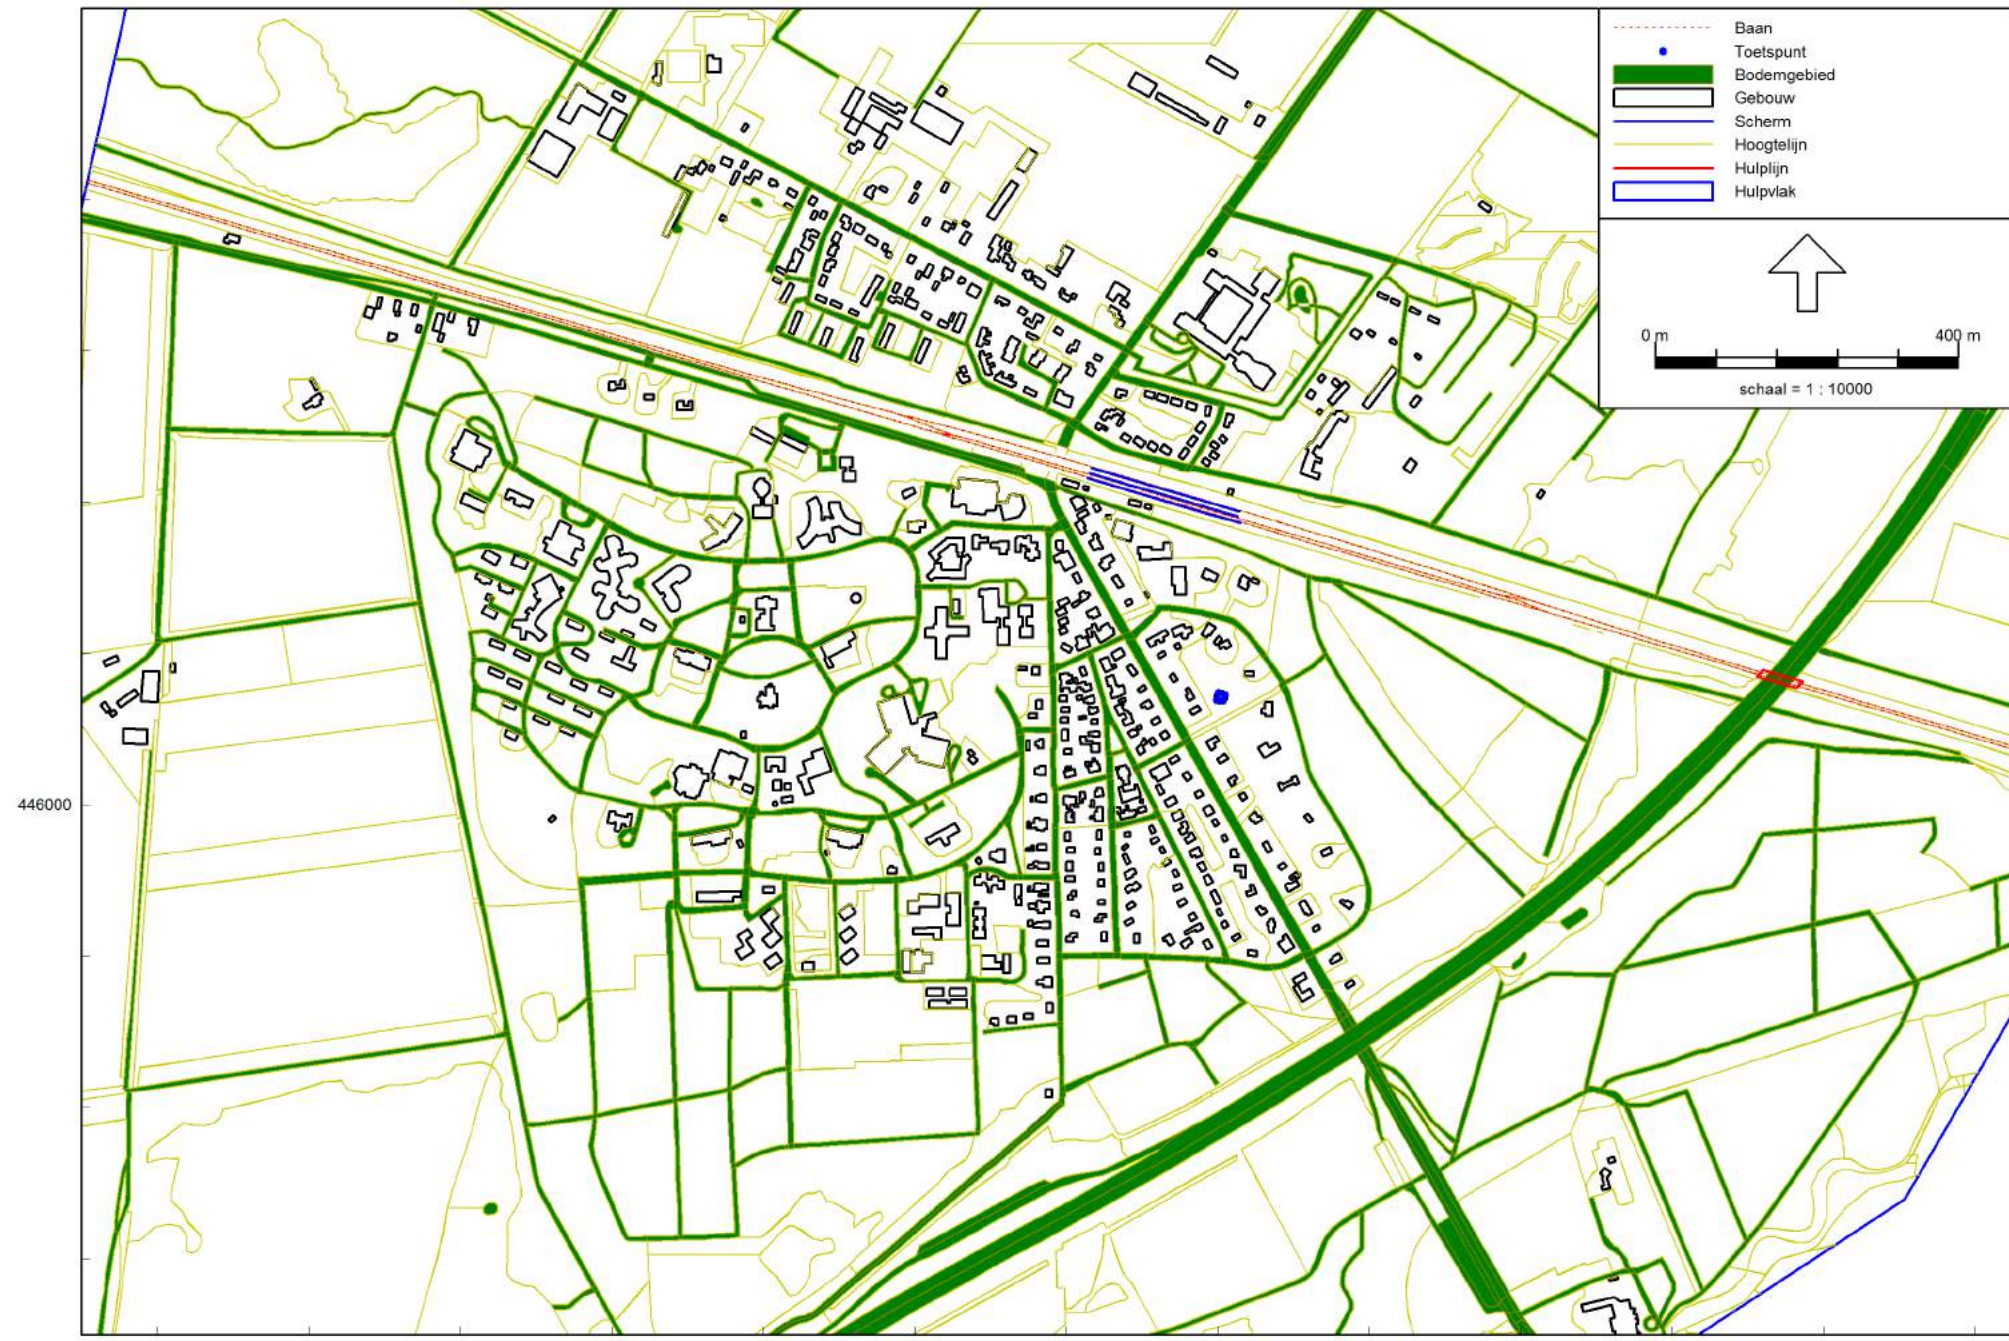 Baan
Toetspunt
Bodemgebied
Gebouw
Scherm
Hoogtelijn
Hulplijn
Hulpvlak
0 m 400 m
schaal = 1 : 10000
446000